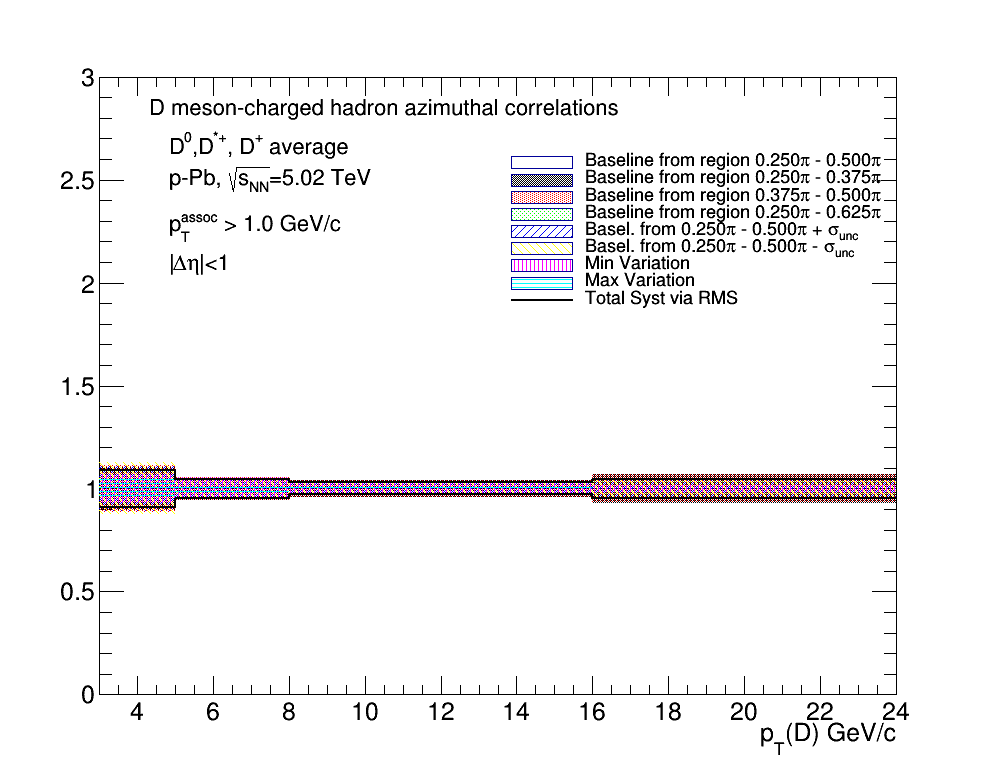 D meson-charged hadron azimuthal correlations
D⁰,D*⁺, D⁺ average
p-Pb, √sNN=5.02 TeV
pTassoc > 1.0 GeV/c
|Δη|<1
Baseline from region 0.250π - 0.500π
Baseline from region 0.250π - 0.375π
Baseline from region 0.375π - 0.500π
Baseline from region 0.250π - 0.625π
Basel. from 0.250π - 0.500π + σunc
Basel. from 0.250π - 0.500π - σunc
Min Variation
Max Variation
Total Syst via RMS
3
2.5
2
1.5
1
0.5
0
4 6 8 10 12 14 16 18 20 22 24
pT(D) GeV/c